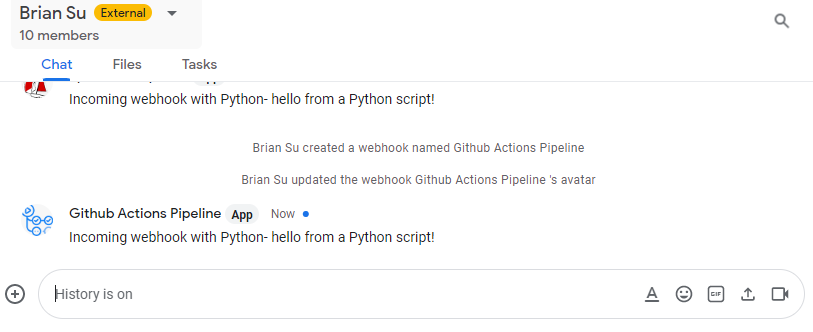 Brian Su External
10 members
Chat Files Tasks
Incoming webhook with Python- hello from a Python script!
Brian Su created a webhook named Github Actions Pipeline
Brian Su updated the webhook Github Actions Pipeline 's avatar
Github Actions Pipeline App Now
Incoming webhook with Python- hello from a Python script!
History is on
A GIF